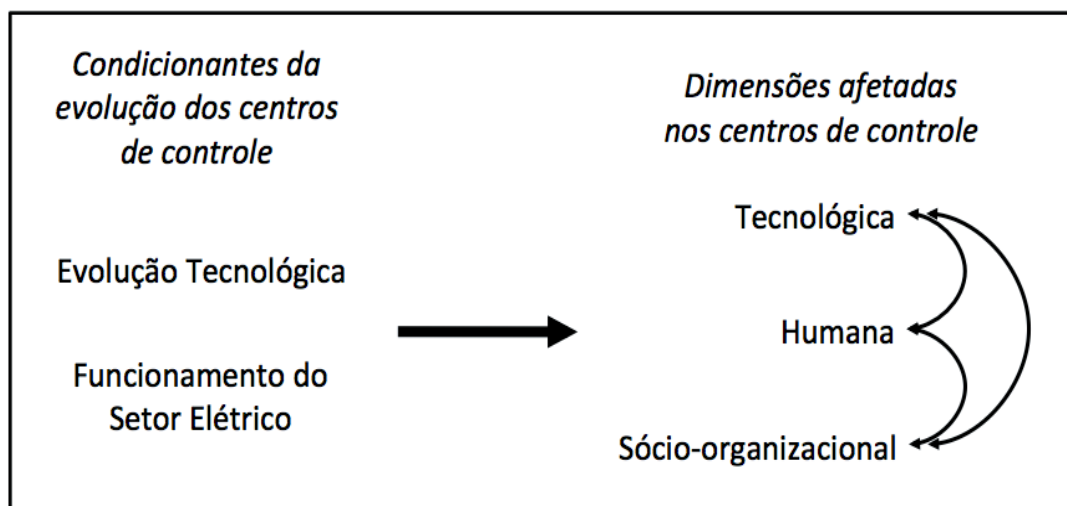 Condicionantes da
evolução dos centros
de controle
Evolução Tecnológica
Funcionamento do
Setor Elétrico
Dimensões afetadas
nos centros de controle
Tecnológica
Humana
Sócio-organizacional